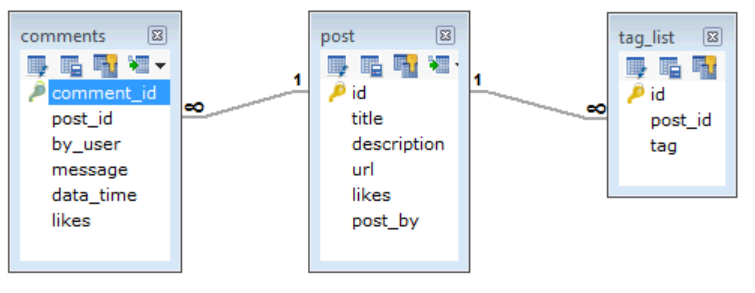 comments
comment_id
post_id
by_user
message
data_time
likes
∞
1
post
id
title
description
url
likes
post_by
1
∞
tag_list
id
post_id
tag